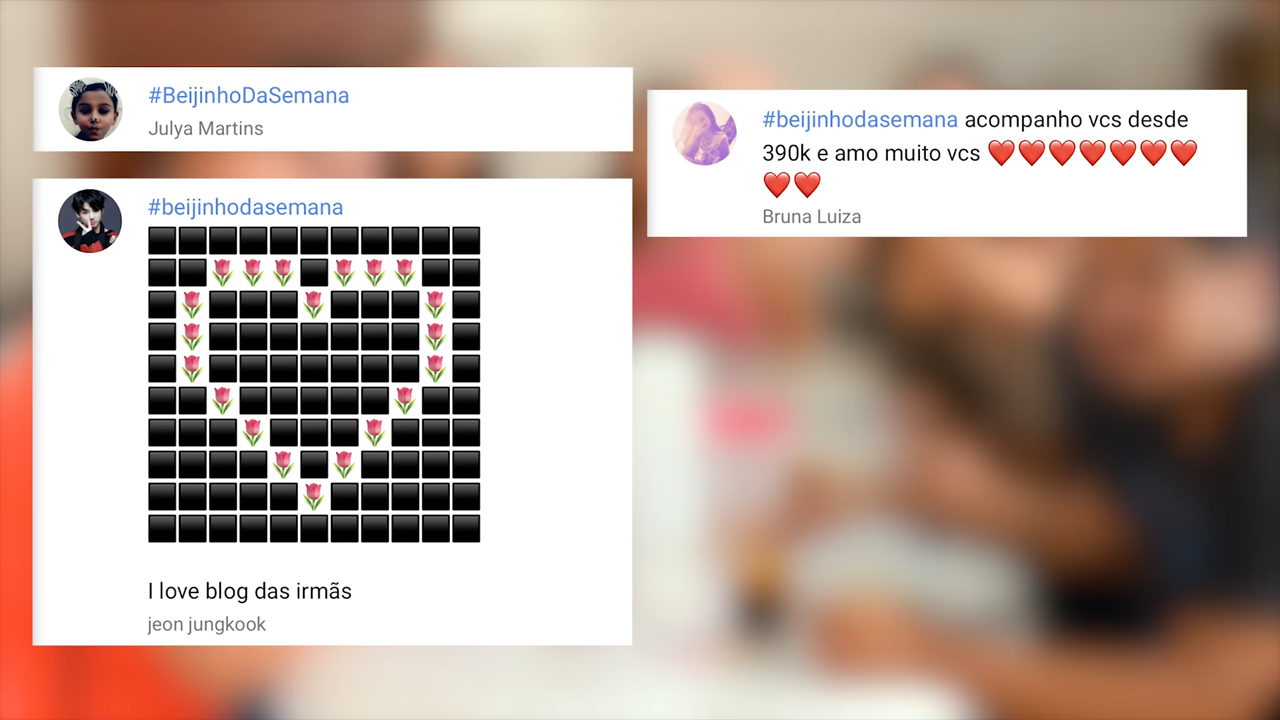 #BeijinhoDaSemana
Julya Martins
#beijinhodasemana
⬛⬛⬛⬛⬛⬛⬛⬛⬛⬛⬛
⬛⬛🌷🌷🌷⬛🌷🌷🌷⬛⬛
⬛🌷⬛⬛⬛🌷⬛⬛⬛🌷⬛
⬛🌷⬛⬛⬛⬛⬛⬛⬛🌷⬛
⬛🌷⬛⬛⬛⬛⬛⬛⬛🌷⬛
⬛⬛🌷⬛⬛⬛⬛⬛🌷⬛⬛
⬛⬛⬛🌷⬛⬛⬛🌷⬛⬛⬛
⬛⬛⬛⬛🌷⬛🌷⬛⬛⬛⬛
⬛⬛⬛⬛⬛🌷⬛⬛⬛⬛⬛
⬛⬛⬛⬛⬛⬛⬛⬛⬛⬛⬛
I love blog das irmãs
jeon jungkook
#beijinhodasemana acompanho vcs desde
390k e amo muito vcs ❤️❤️❤️❤️❤️❤️❤️
❤️❤️
Bruna Luiza